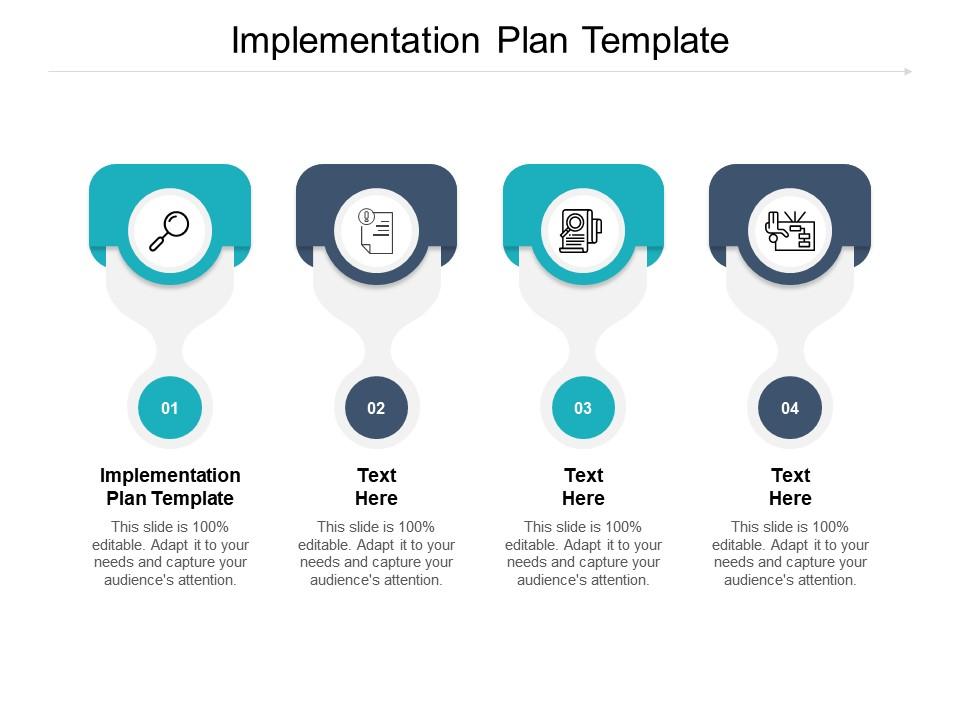 Implementation Plan Template
01
02
03
04
Implementation
Plan Template
This slide is 100%
editable. Adapt it to your
needs and capture your
audience's attention.
Text
Here
This slide is 100%
editable. Adapt it to your
needs and capture your
audience's attention.
Text
Here
This slide is 100%
editable. Adapt it to your
needs and capture your
audience's attention.
Text
Here
This slide is 100%
editable. Adapt it to your
needs and capture your
audience's attention.